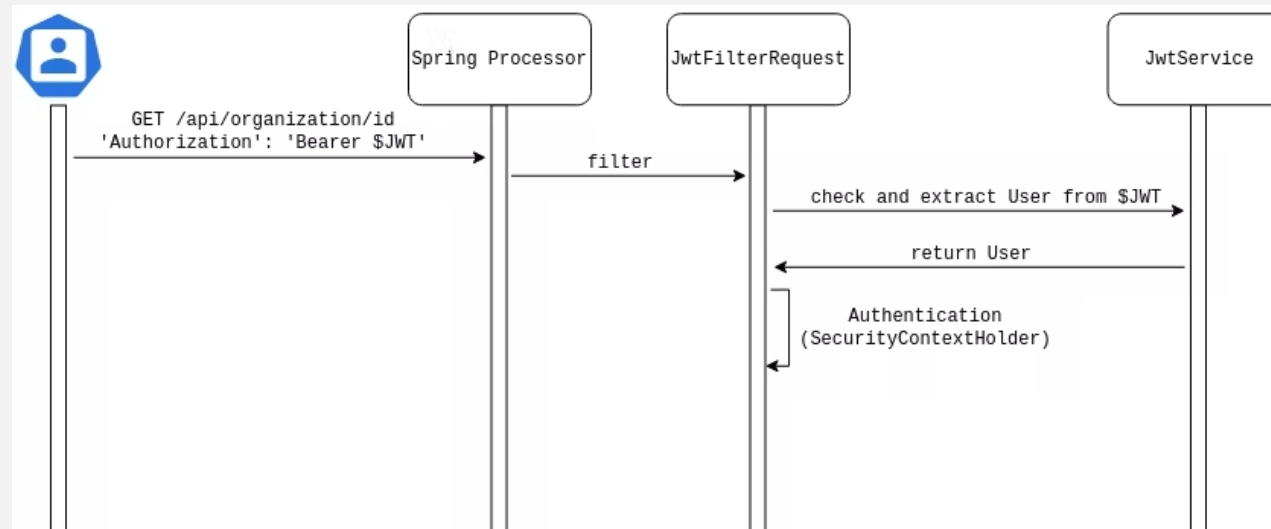 Spring Processor
JwtFilterRequest
JwtService
GET /api/organization/id
'Authorization': 'Bearer $JWT'
filter
check and extract User from $JWT
return User
Authentication
(SecurityContextHolder)